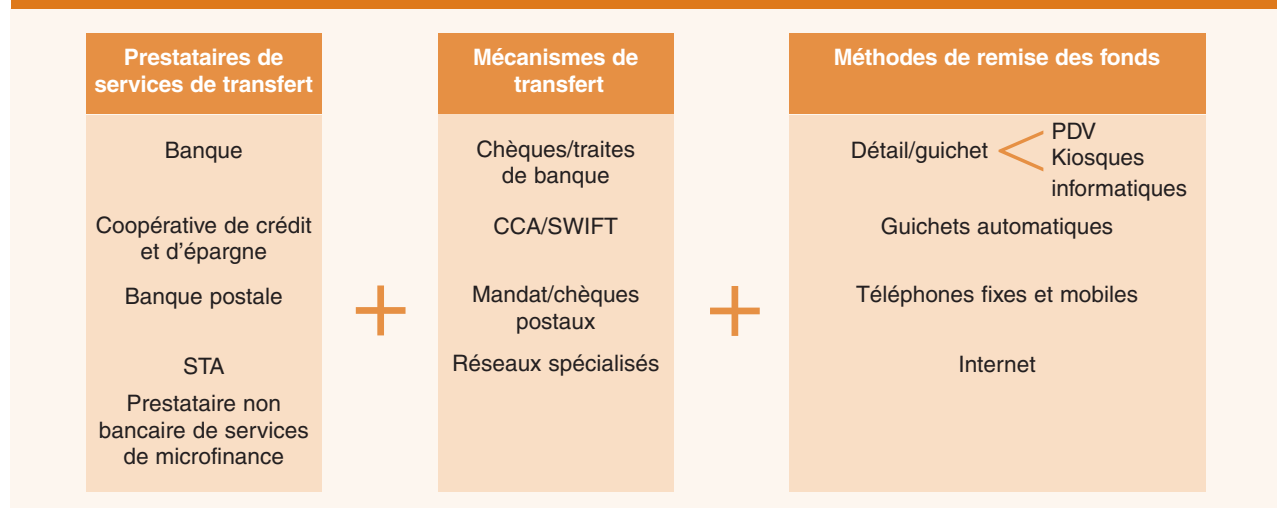 Prestataires de
services de transfert
Banque
Coopérative de crédit
et d'épargne
Banque postale
STA
Prestataire non
bancaire de services
de microfinance
Mécanismes de
transfert
Chèques/traites
de banque
CCA/SWIFT
Mandat/chèques
postaux
Réseaux spécialisés
Méthodes de remise des fonds
Détail/guichet
PDV
Kiosques
informatiques
Guichets automatiques
Téléphones fixes et mobiles
Internet